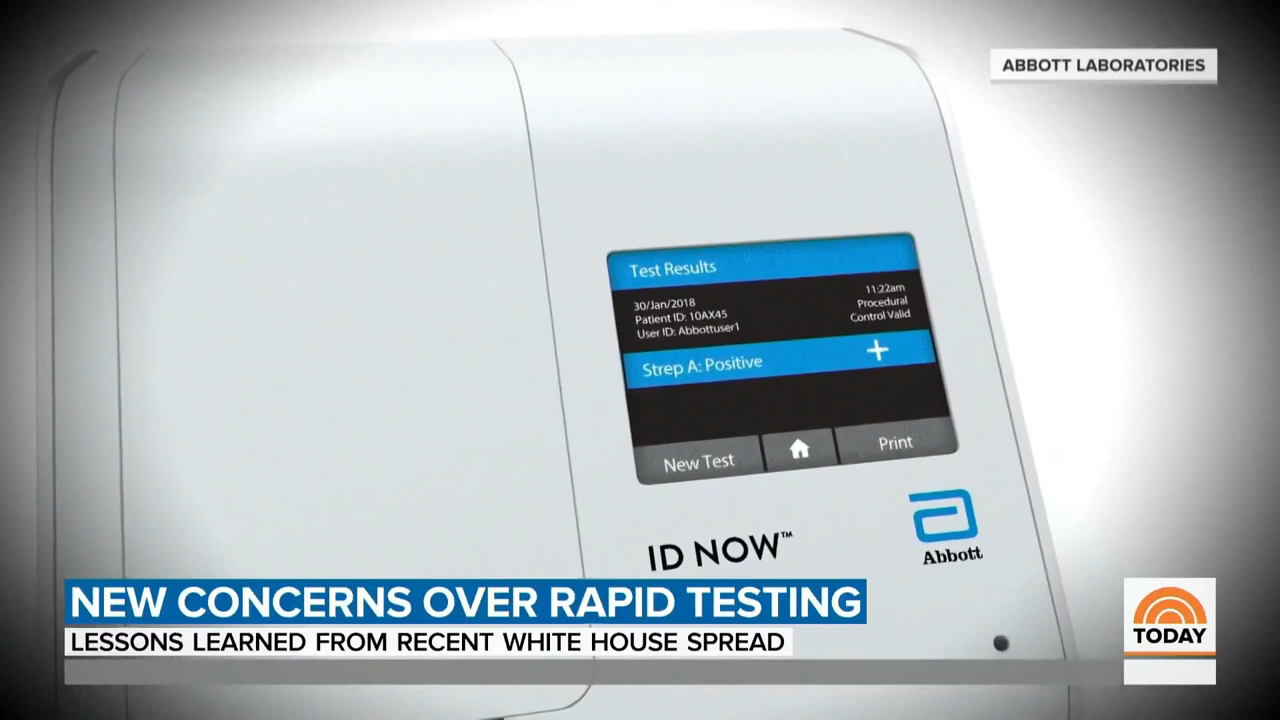 ABBOTT LABORATORIES
Test Results
30/Jan/2018
11:22am
Patient ID: 10AX45
Procedural
User ID: Abbottuser1
Control Valid
Strep A: Positive
+
New Test
Print
ID NOW™
Abbott
NEW CONCERNS OVER RAPID TESTING
LESSONS LEARNED FROM RECENT WHITE HOUSE SPREAD
TODAY